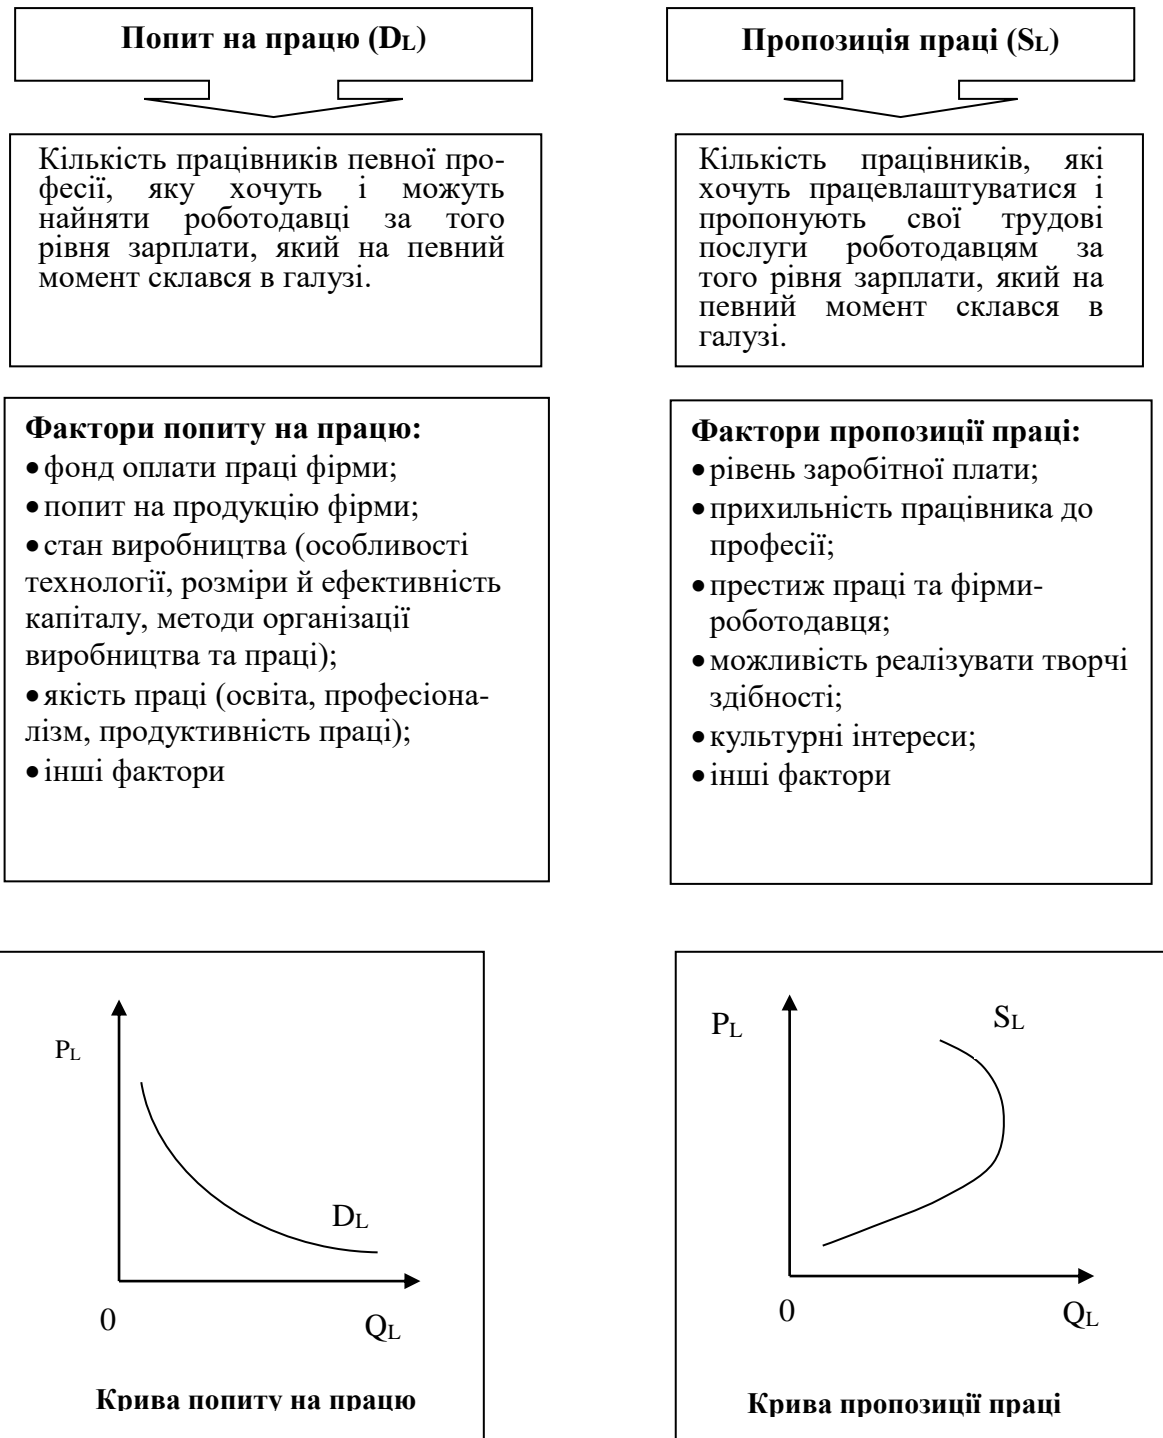 Попит на працю (DL)
Кількість працівників певної про-
фесії, яку хочуть і можуть
найняти роботодавці за того
рівня зарплати, який на певний
момент склався в галузі.
Фактори попиту на працю:
• фонд оплати праці фірми;
• попит на продукцію фірми;
• стан виробництва (особливості
технології, розміри й ефективність
капіталу, методи організації
виробництва та праці);
• якість праці (освіта, професіона-
лізм, продуктивність праці);
• інші фактори
PL
DL
0
QL
Крива попиту на працю
Пропозиція праці (SL)
Кількість працівників, які
хочуть працевлаштуватися і
пропонують свої трудові
послуги роботодавцям за
того рівня зарплати, який на
певний момент склався в
галузі.
Фактори пропозиції праці:
• рівень заробітної плати;
• прихильність працівника до
професії;
• престиж праці та фірми-
роботодавця;
• можливість реалізувати творчі
здібності;
• культурні інтереси;
• інші фактори
PL
SL
0
QL
Крива пропозиції праці